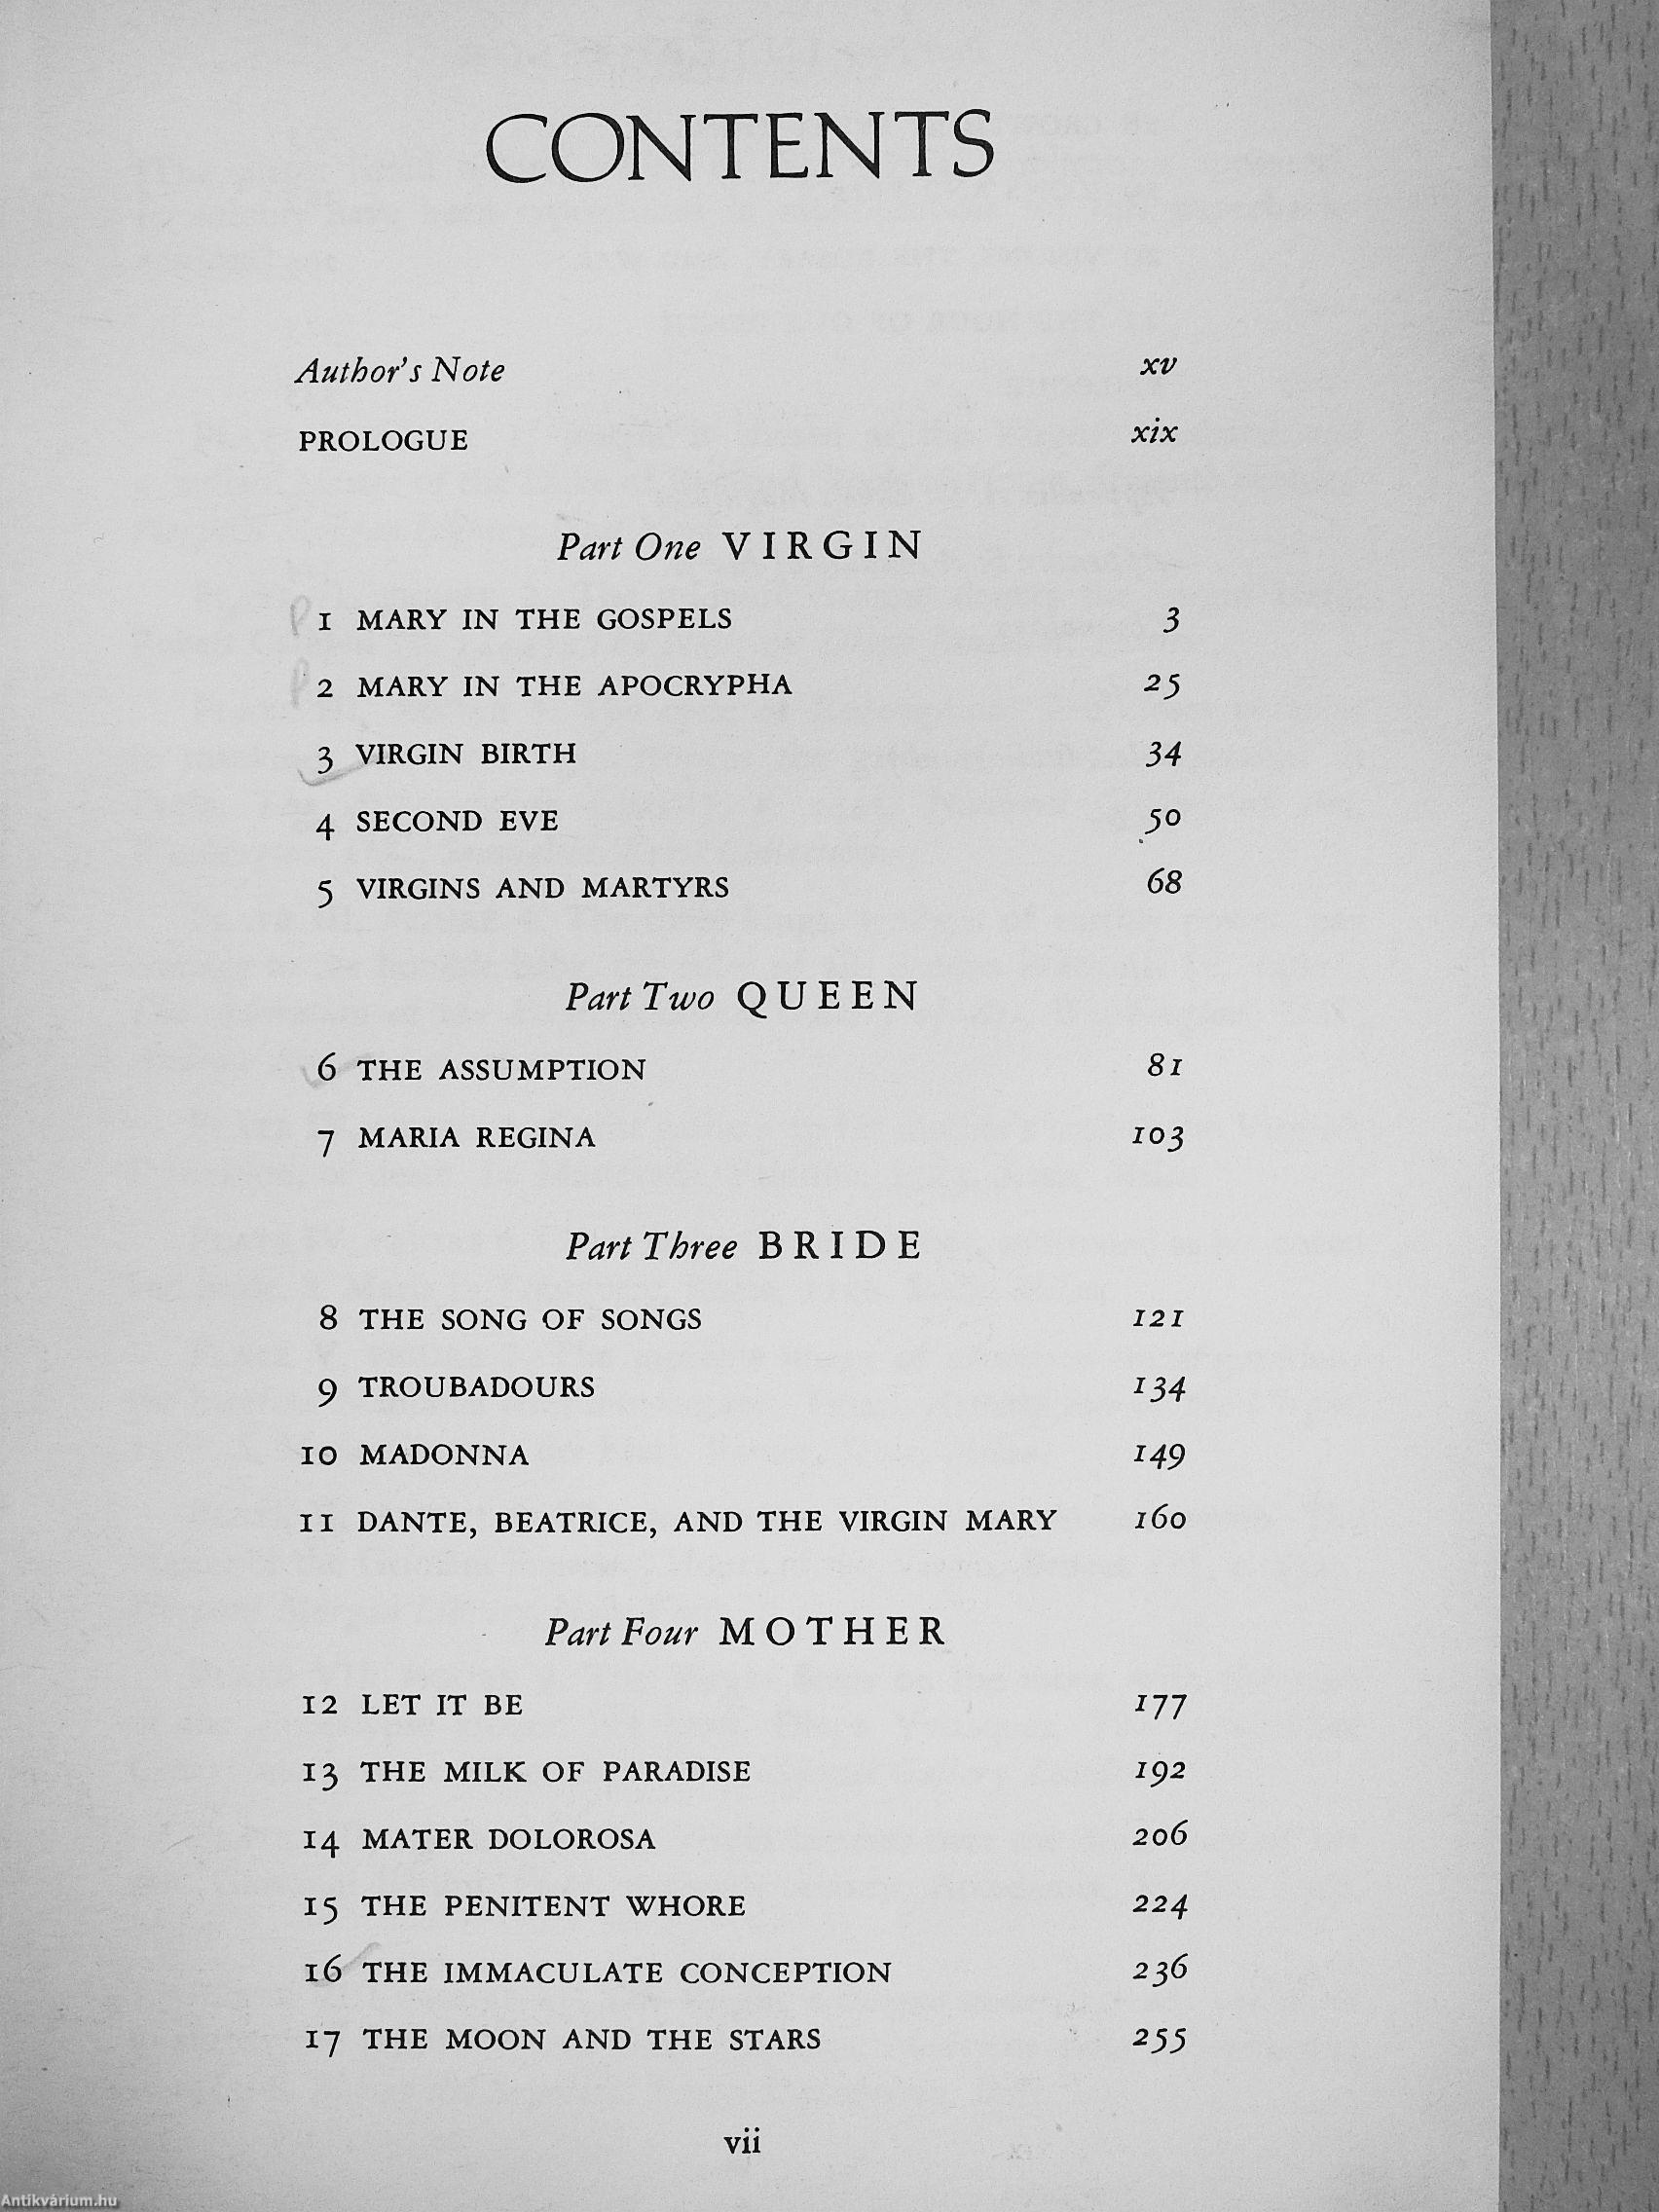 CONTENTS
Author's Note xv
PROLOGUE xix
Part One VIRGIN
1 MARY IN THE GOSPELS 3
2 MARY IN THE APOCRYPHA 25
3 VIRGIN BIRTH 34
4 SECOND EVE 50
5 VIRGINS AND MARTYRS 68
Part Two QUEEN
6 THE ASSUMPTION 81
7 MARIA REGINA 103
Part Three BRIDE
8 THE SONG OF SONGS 121
9 TROUBADOURS 134
10 MADONNA 149
11 DANTE, BEATRICE, AND THE VIRGIN MARY 160
Part Four MOTHER
12 LET IT BE 177
13 THE MILK OF PARADISE 192
14 MATER DOLOROSA 206
15 THE PENITENT WHORE 224
16 THE IMMACULATE CONCEPTION 236
17 THE MOON AND THE STARS 255
vii
Antikvárium.hu